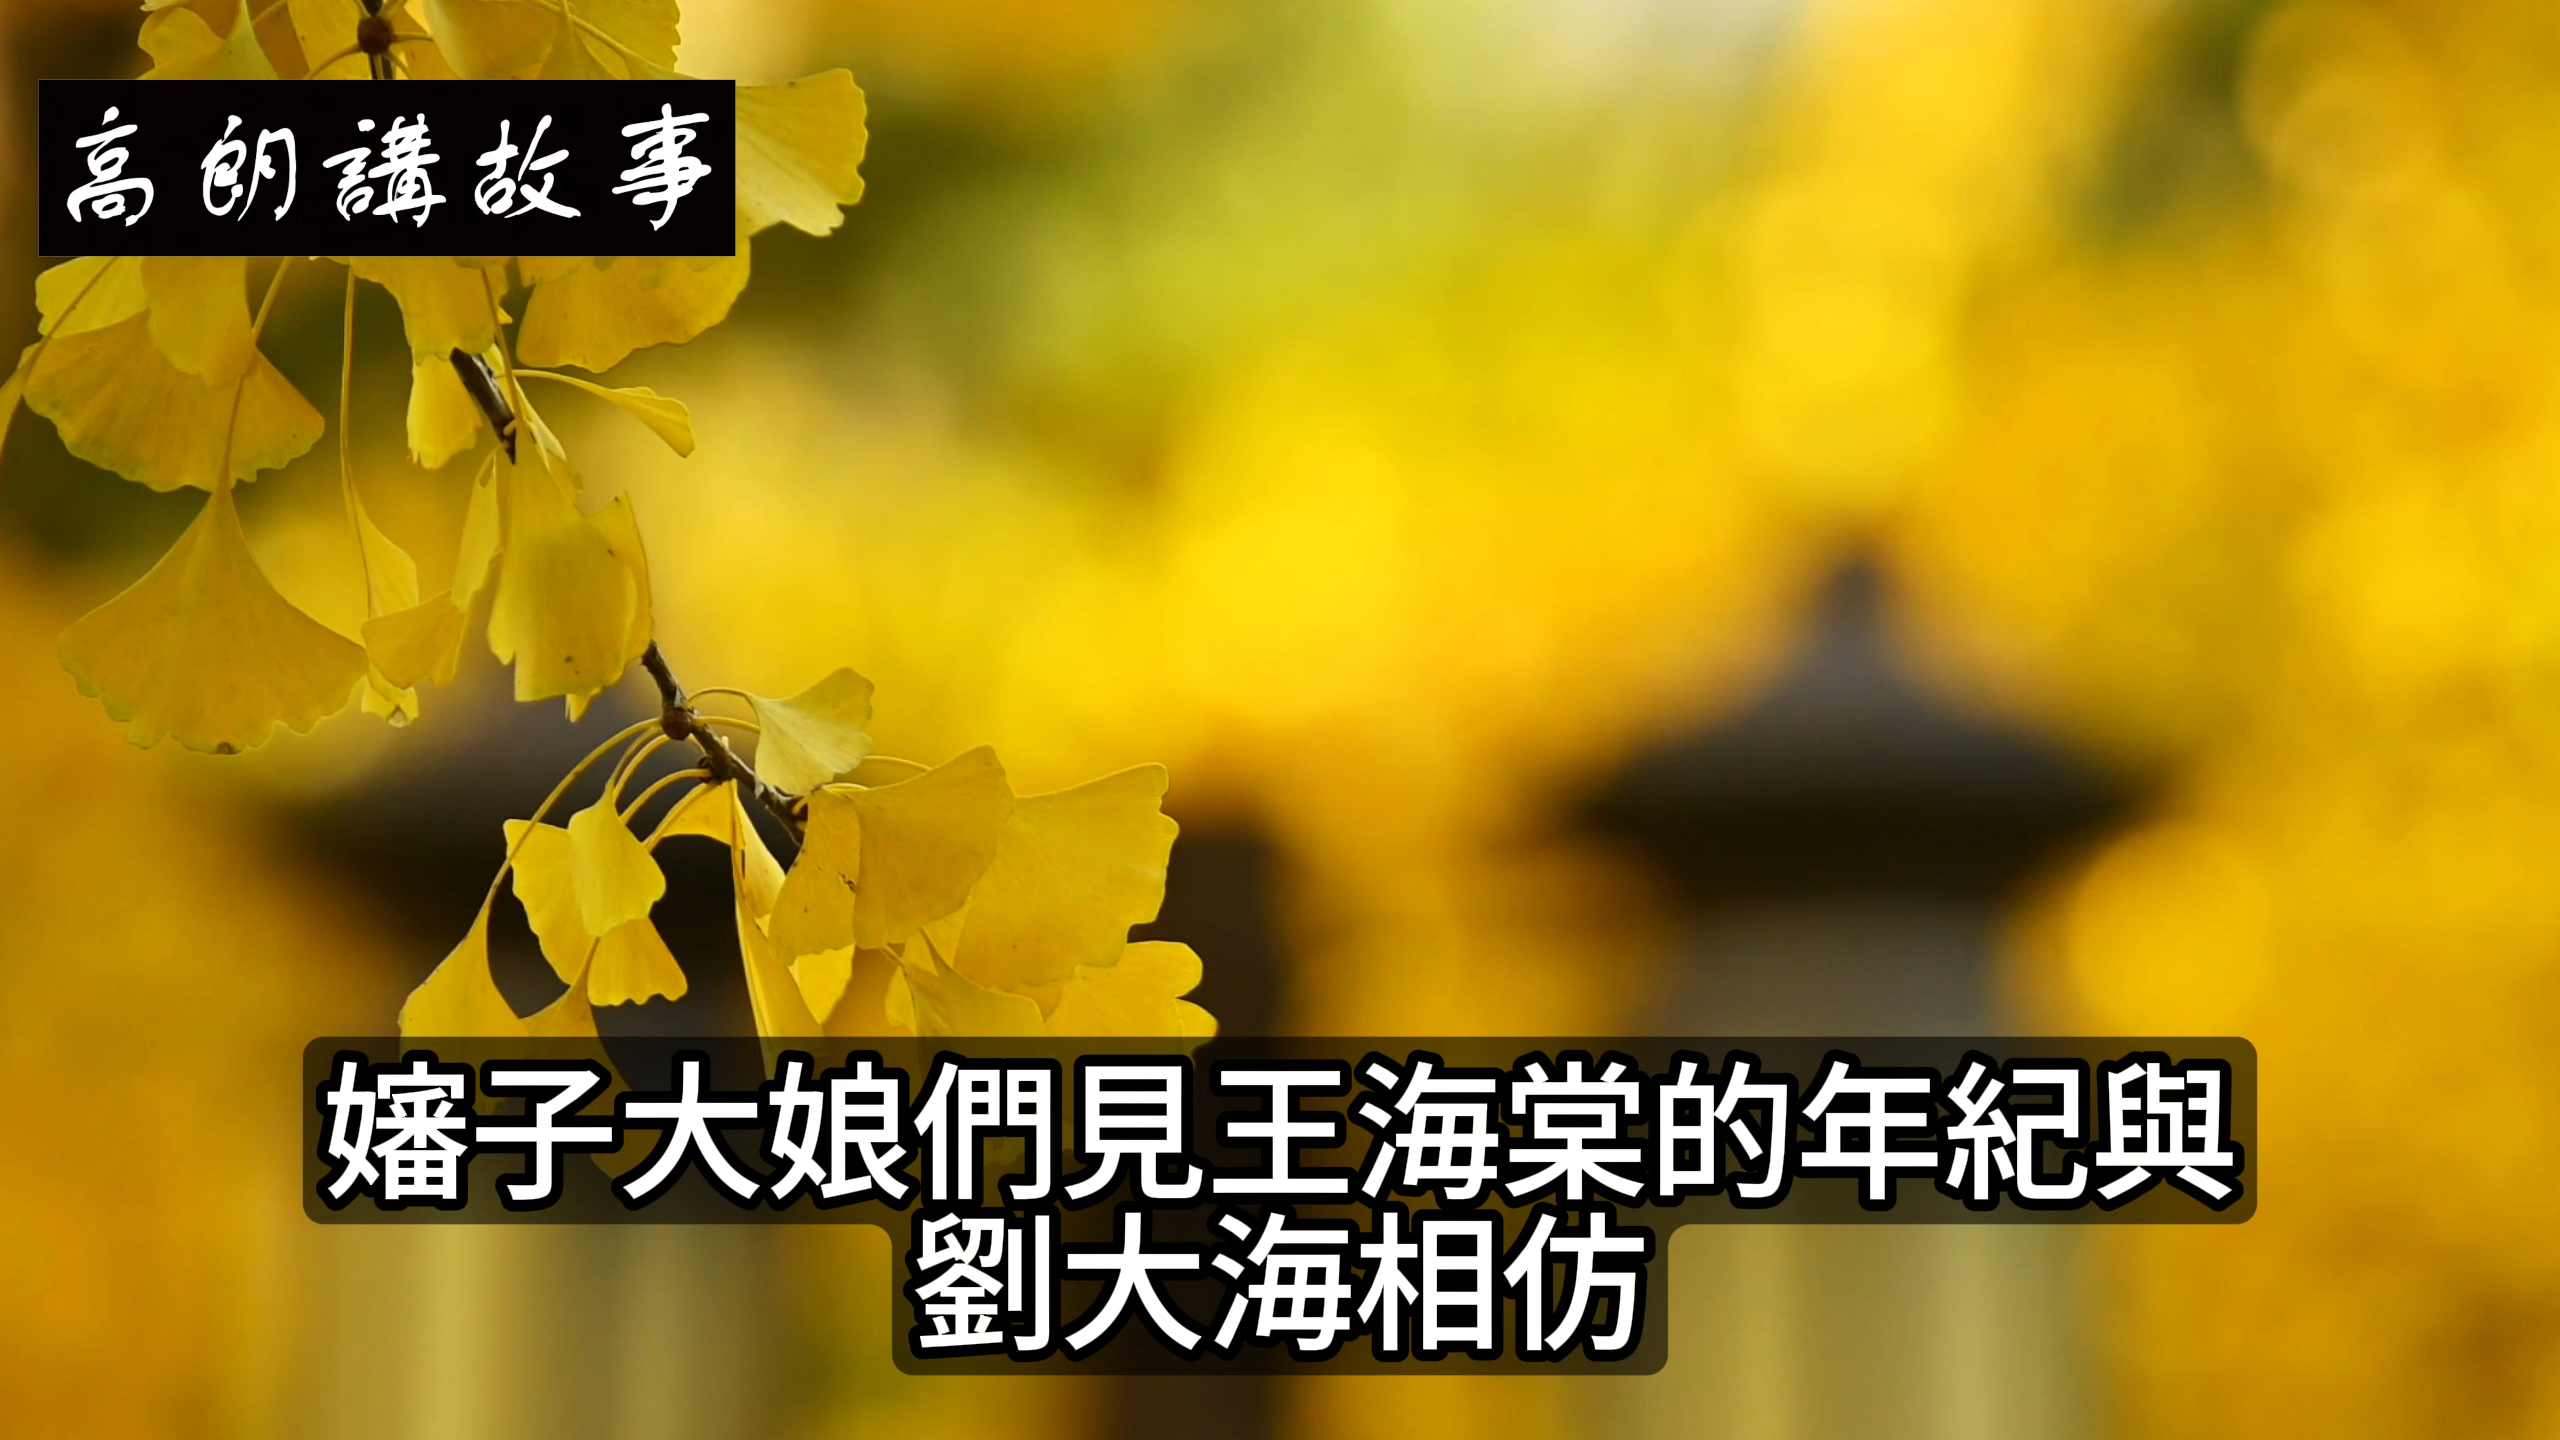 高朗講故事
嬸子大娘們見王海棠的年紀與
劉大海相仿